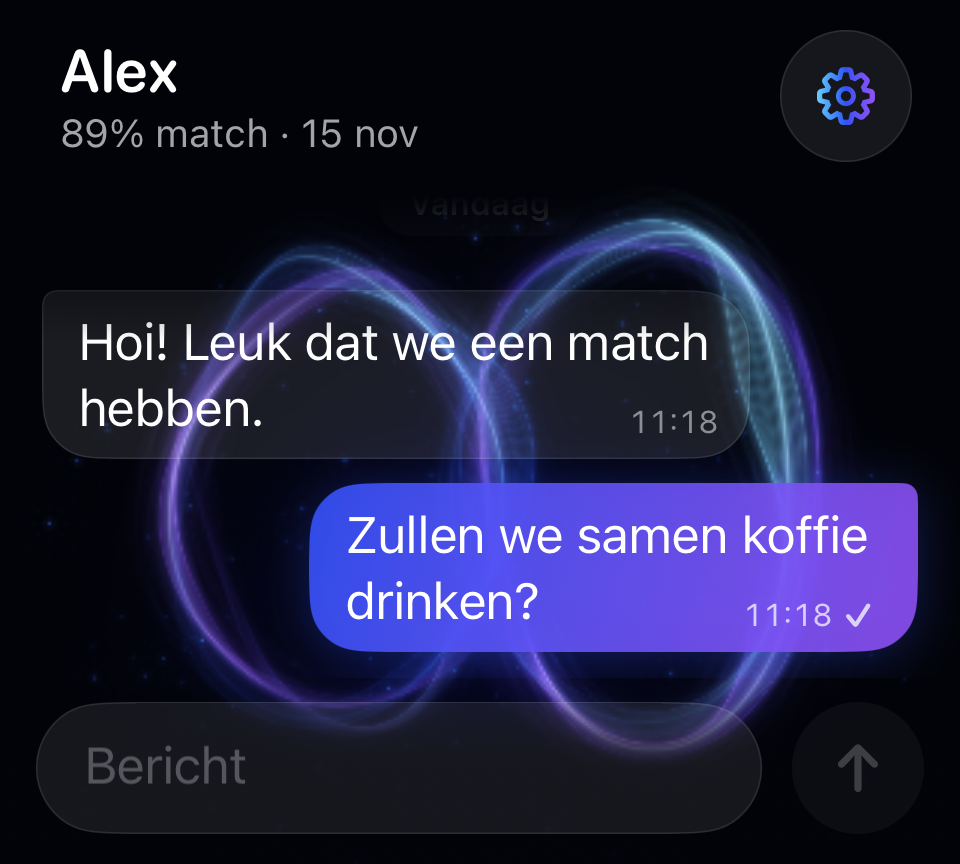 Alex
89% match · 15 nov
Vandaag
Hoi! Leuk dat we een match
hebben.
11:18
Zullen we samen koffie
drinken?
11:18 ✓
Bericht